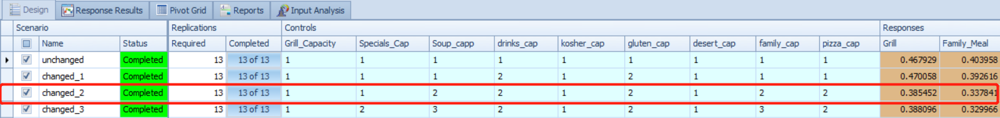 Design Response Results Pivot Grid Reports Input Analysis
Scenario Replications Controls Responses
Name Status Required Completed Grill_Capacity Specials_Cap Soup_capp drinks_cap kosher_cap gluten_cap desert_cap family_cap pizza_cap Grill Family_Meal
unchanged Completed 13 13 of 13 1 1 1 1 1 1 1 1 1 0.467929 0.403958
changed_1 Completed 13 13 of 13 1 1 1 2 1 2 1 1 1 0.470058 0.392616
changed_2 Completed 13 13 of 13 1 1 2 2 1 2 1 2 2 0.385452 0.337841
changed_3 Completed 13 13 of 13 1 2 3 2 1 2 1 3 2 0.388096 0.329966